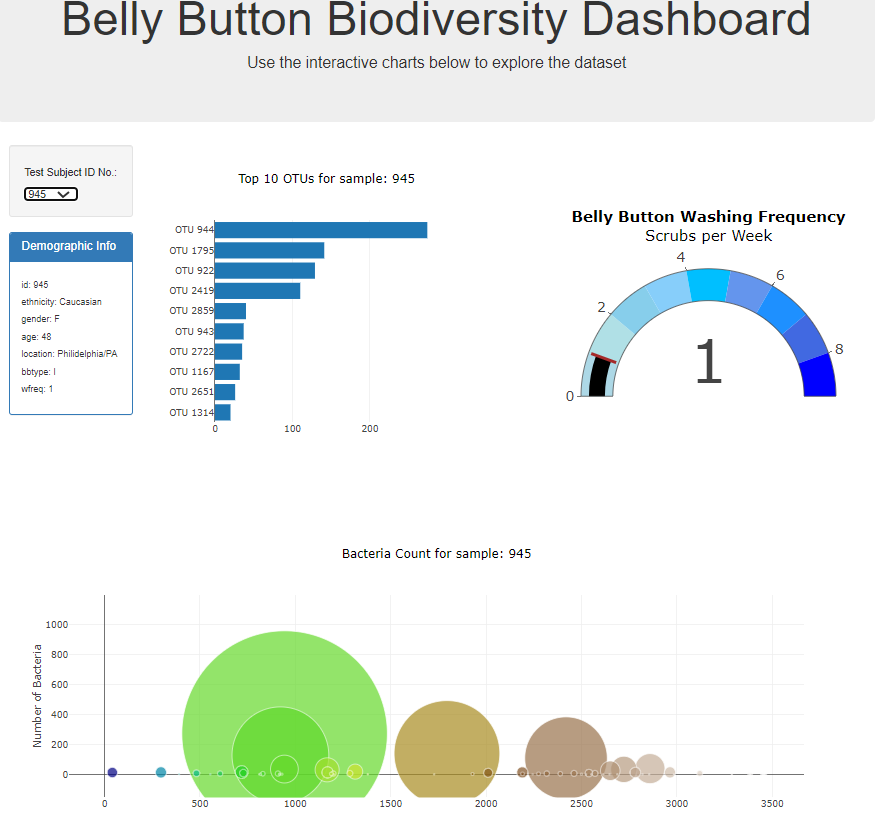 Belly Button Biodiversity Dashboard
Use the interactive charts below to explore the dataset
Test Subject ID No.:
945
Demographic Info
id: 945
ethnicity: Caucasian
gender: F
age: 48
location: Philidelphia/PA
bbtype: I
wfreq: 1
Top 10 OTUs for sample: 945
OTU 944
OTU 1795
OTU 922
OTU 2419
OTU 2859
OTU 943
OTU 2722
OTU 1167
OTU 2651
OTU 1314
0 100 200
Belly Button Washing Frequency
Scrubs per Week
0
2
4
6
8
1
Bacteria Count for sample: 945
Number of Bacteria
1000
800
600
400
200
0
0 500 1000 1500 2000 2500 3000 3500